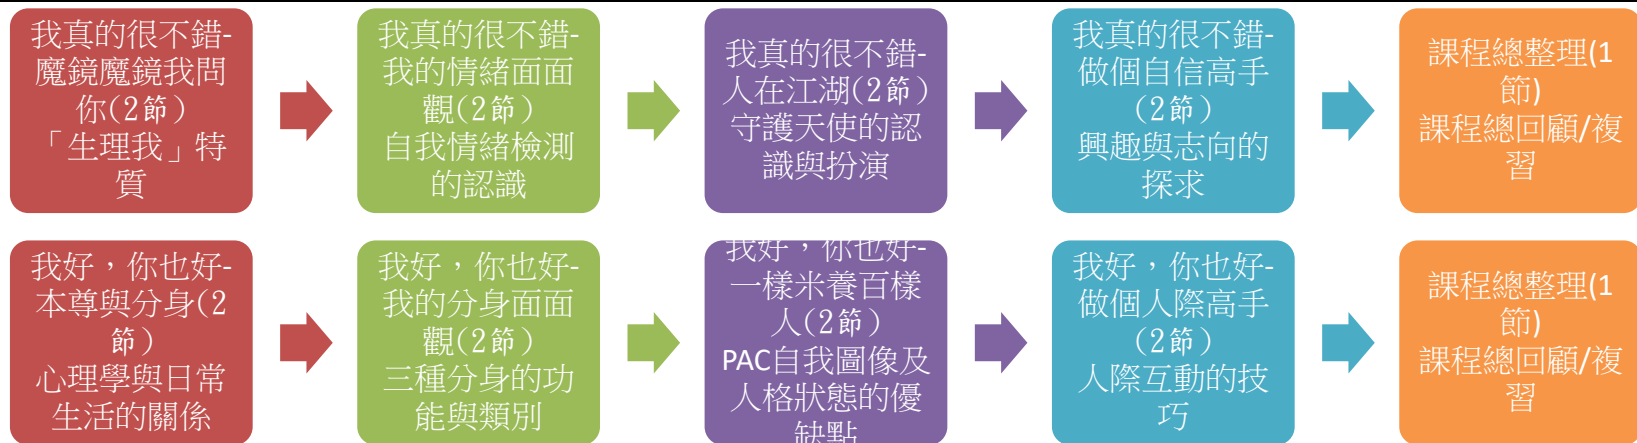 我真的很不錯-
魔鏡魔鏡我問
你(2節)
「生理我」特
質
我真的很不錯-
我的情緒面面
觀(2節)
自我情緒檢測
的認識
我真的很不錯-
人在江湖(2節)
守護天使的認
識與扮演
我真的很不錯-
做個自信高手
(2節)
興趣與志向的
探求
課程總整理(1
節)
課程總回顧/複
習
我好，你也好-
本尊與分身(2
節)
心理學與日常
生活的關係
我好，你也好-
我的分身面面
觀(2節)
三種分身的功
能與類別
我好，你也好-
一樣米養百樣
人(2節)
PAC自我圖像及
人格狀態的優
缺點
我好，你也好-
做個人際高手
(2節)
人際互動的技
巧
課程總整理(1
節)
課程總回顧/複
習